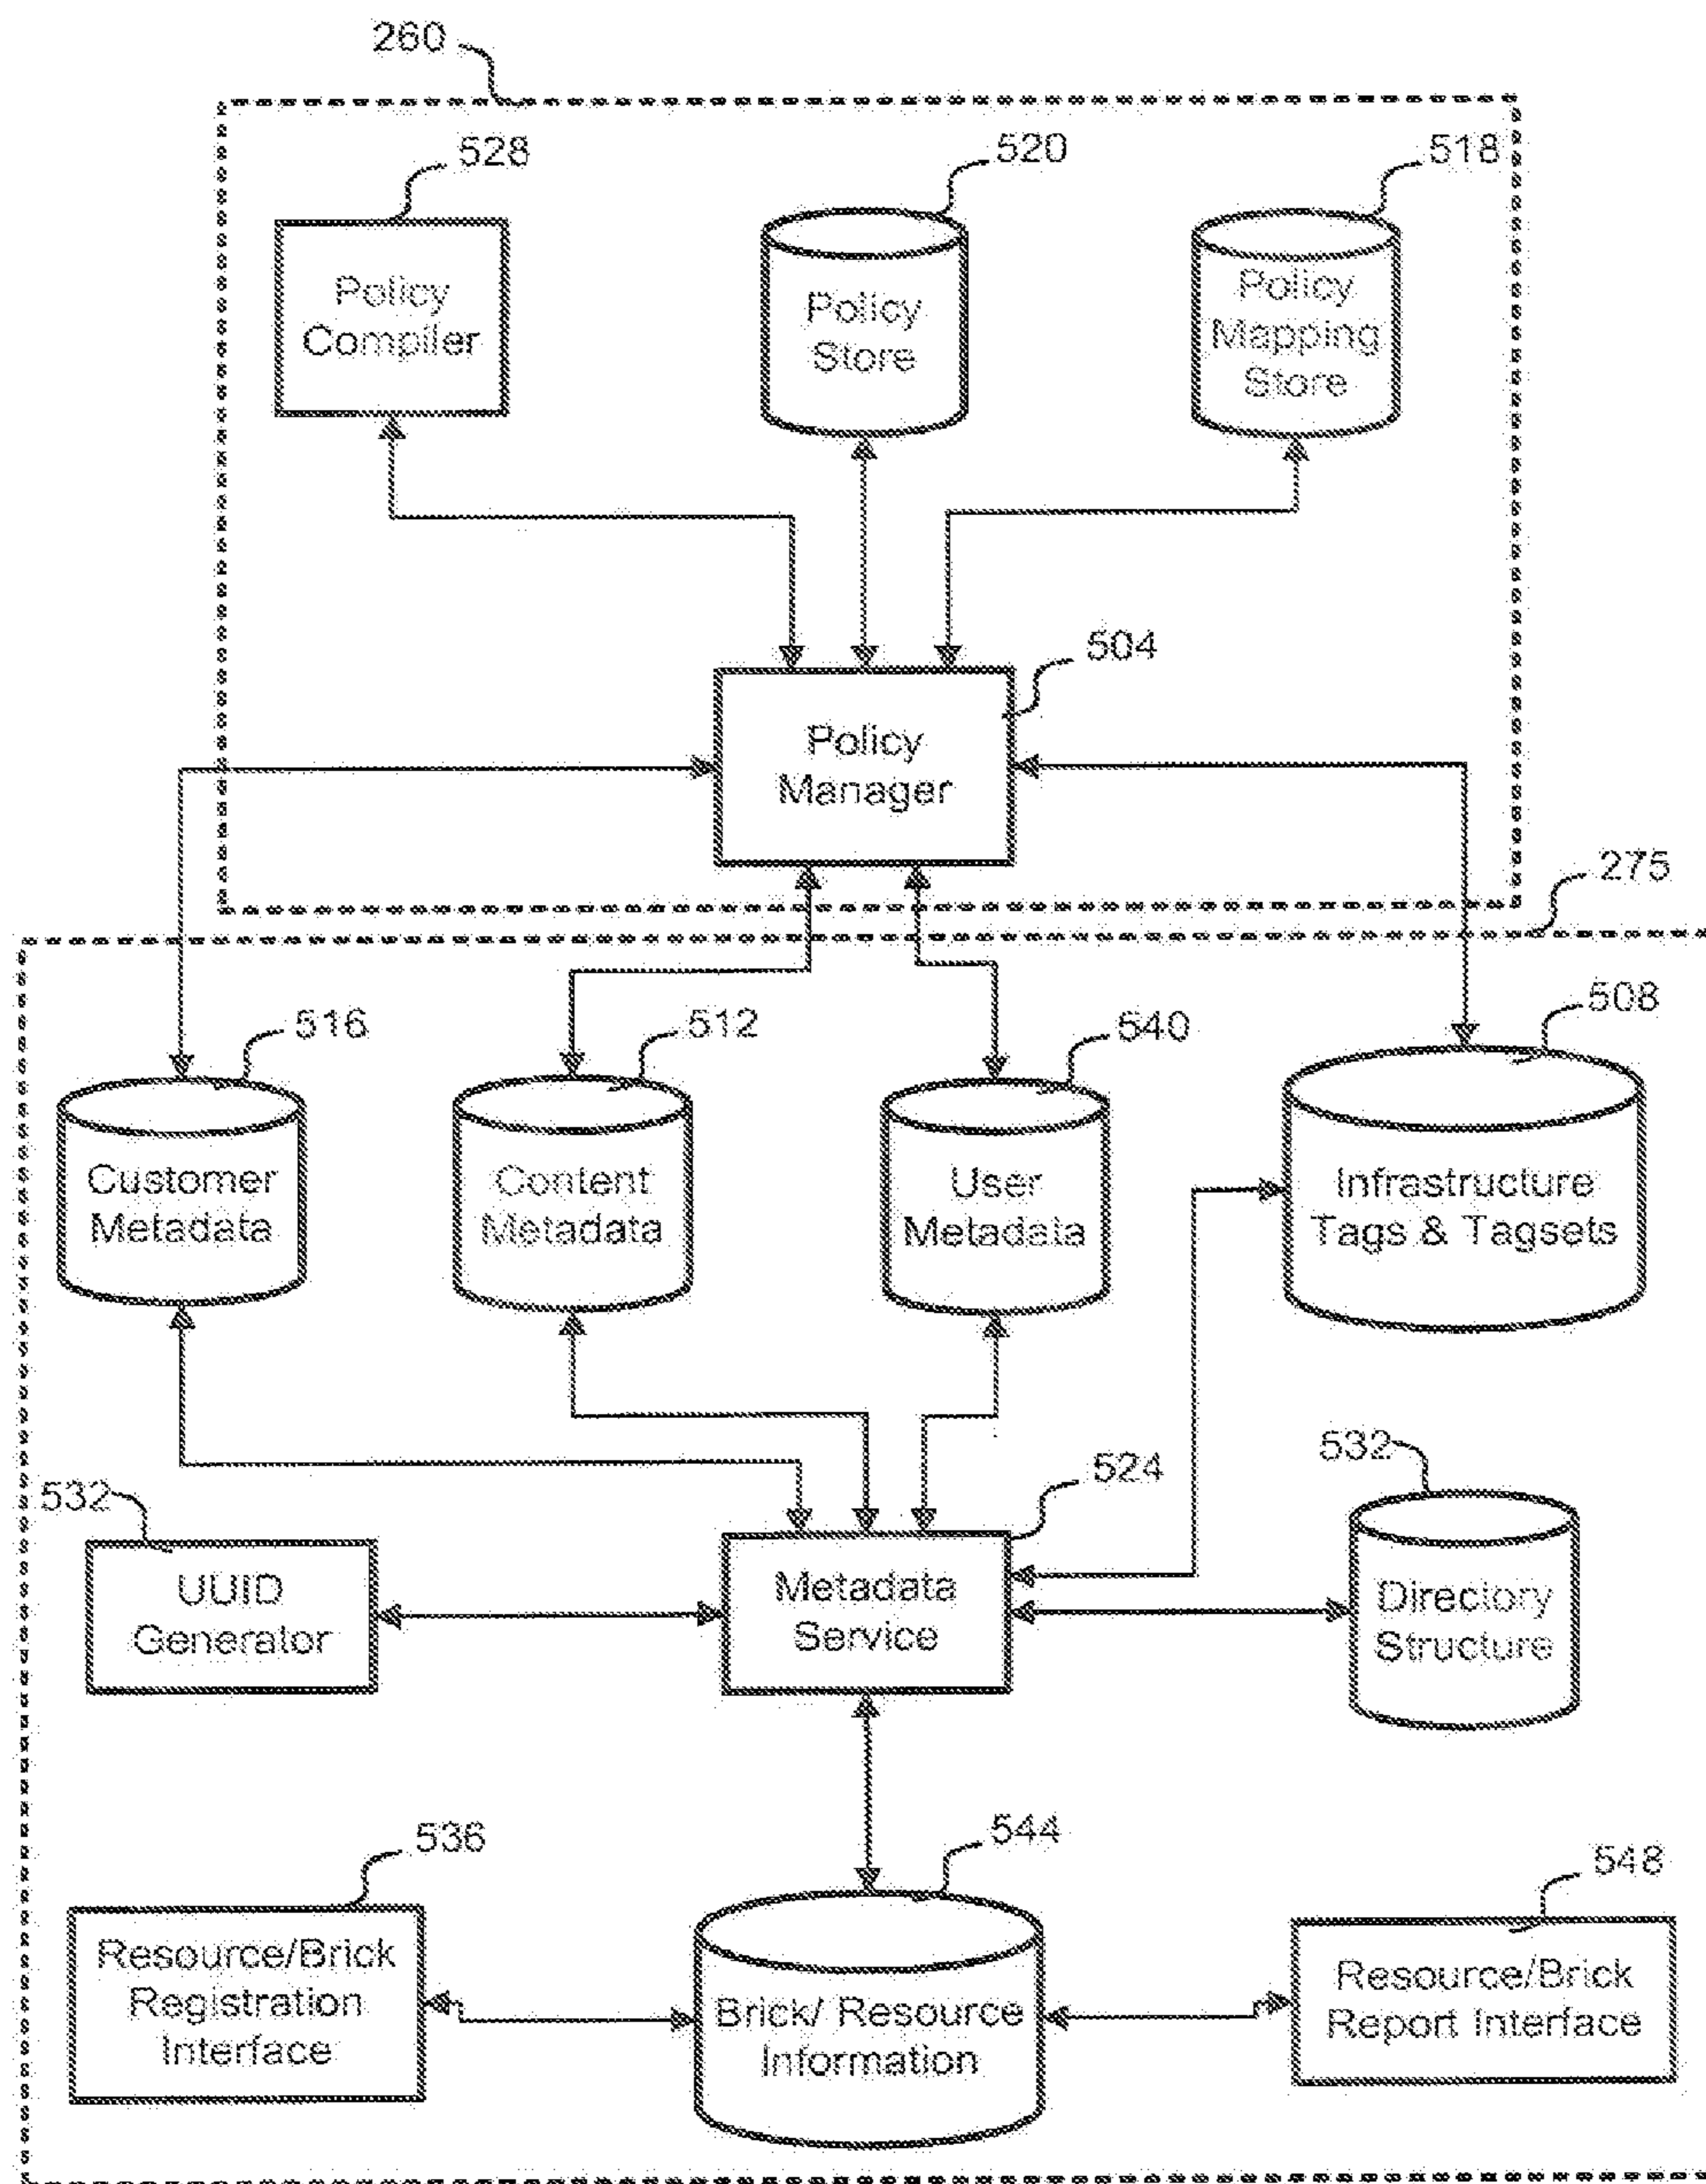 260
528
520
518
Policy
Compiler
Policy
Store
Policy
Mapping
Store
504
Policy
Manager
275
516
512
540
508
Customer
Metadata
Content
Metadata
User
Metadata
Infrastructure
Tags & Tagsets
532
524
532
UUID
Generator
Metadata
Service
Directory
Structure
536
544
548
Resource/Brick
Registration
Interface
Brick/ Resource
Information
Resource/Brick
Report Interface